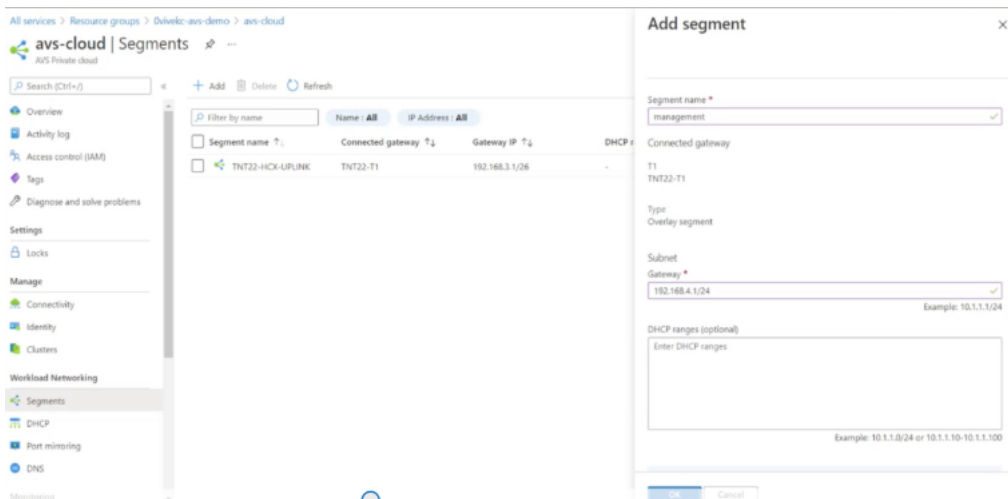 All services > Resource groups > 0vivekc-avs-demo > avs-cloud
avs-cloud | Segments
AVS Private cloud
Search (Ctrl+/)
Overview
Activity log
Access control (IAM)
Tags
Diagnose and solve problems
Settings
Locks
Manage
Connectivity
Identity
Clusters
Workload Networking
Segments
DHCP
Port mirroring
DNS
Monitoring
Add Delete Refresh
Filter by name Name : All IP Address : All
Segment name Connected gateway Gateway IP DHCP
TNT22-HCX-UPLINK TNT22-T1 192.168.3.1/26 -
Add segment
Segment name *
management
Connected gateway
T1
TNT22-T1
Type
Overlay segment
Subnet
Gateway *
192.168.4.1/24
Example: 10.1.1.1/24
DHCP ranges (optional)
Enter DHCP ranges
Example: 10.1.1.0/24 or 10.1.1.10-10.1.1.100
OK Cancel